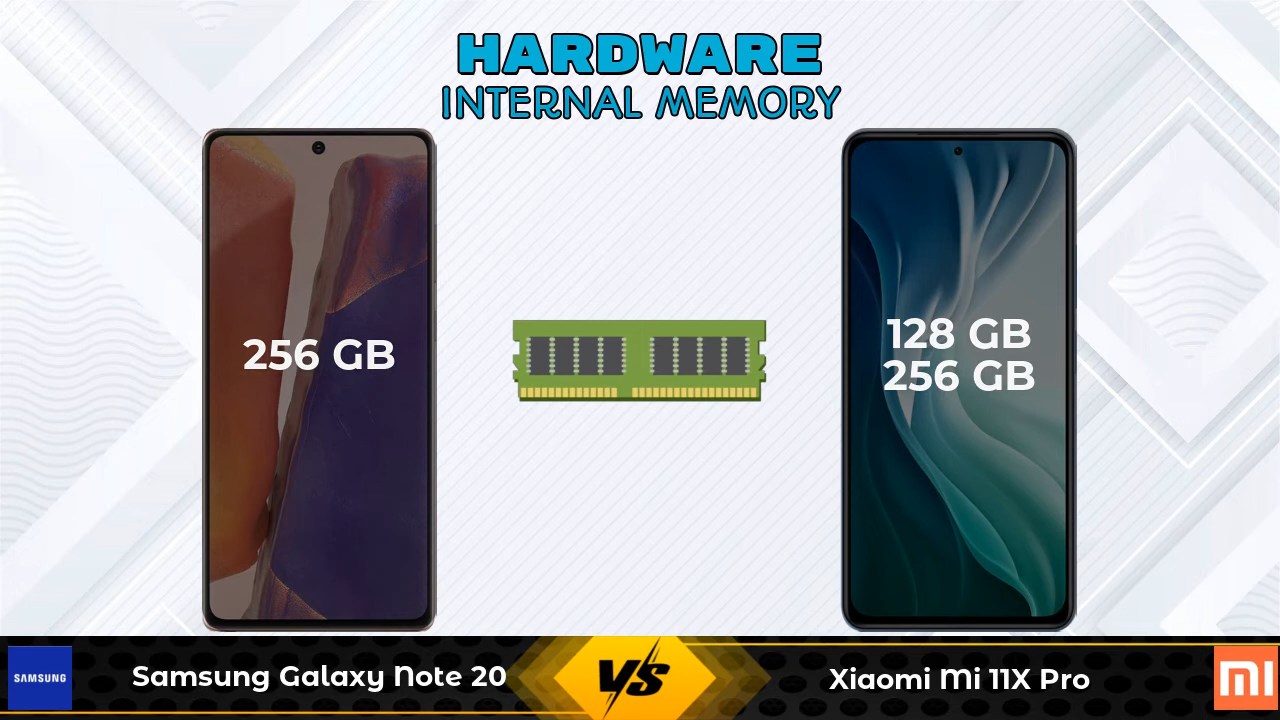 HARDWARE
INTERNAL MEMORY
256 GB
128 GB
256 GB
SAMSUNG
Samsung Galaxy Note 20
VS
Xiaomi Mi 11X Pro
MI